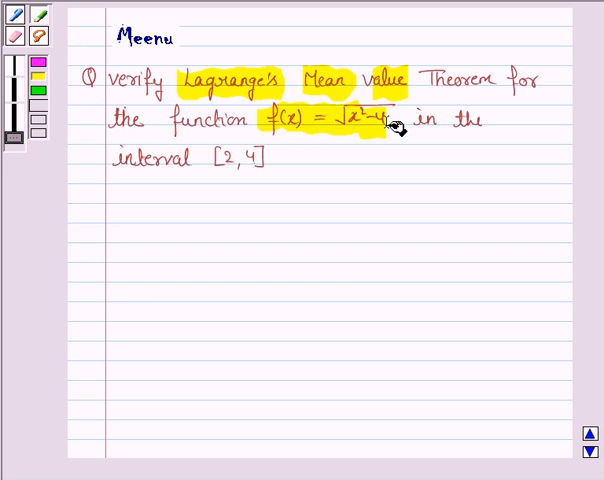 Meenu
Q verify Lagrange's Mean value Theorem for
the function f(x) = √x²-4 in the
interval [2, 4]